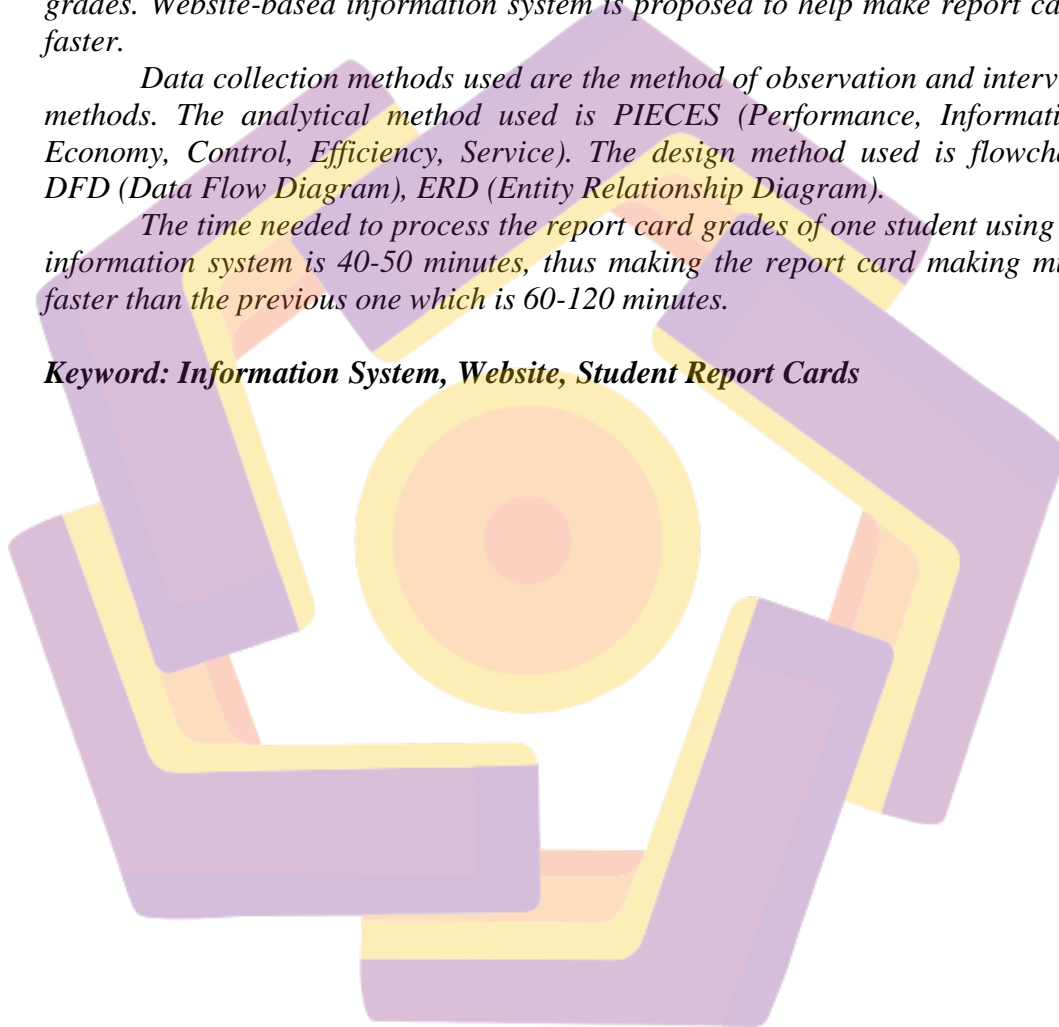 grades. Website-based information system is proposed to help make report ca
faster.
Data collection methods used are the method of observation and interv
methods. The analytical method used is PIECES (Performance, Informati
Economy, Control, Efficiency, Service). The design method used is flowcha
DFD (Data Flow Diagram), ERD (Entity Relationship Diagram).
The time needed to process the report card grades of one student using
information system is 40-50 minutes, thus making the report card making m
faster than the previous one which is 60-120 minutes.
Keyword: Information System, Website, Student Report Cards